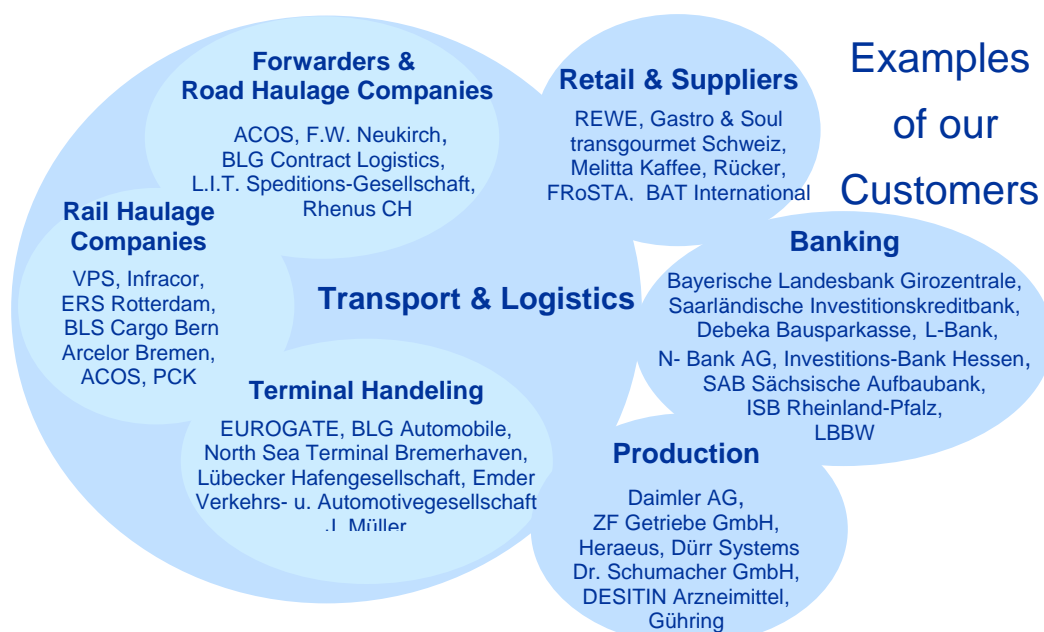 Examples
of our
Customers
Forwarders &
Road Haulage Companies
ACOS, F.W. Neukirch,
BLG Contract Logistics,
L.I.T. Speditions-Gesellschaft,
Rhenus CH
Retail & Suppliers
REWE, Gastro & Soul
transgourmet Schweiz,
Melitta Kaffee, Rücker,
FRoSTA, BAT International
Rail Haulage
Companies
VPS, Infracor,
ERS Rotterdam,
BLS Cargo Bern
Arcelor Bremen,
ACOS, PCK
Transport & Logistics
Banking
Bayerische Landesbank Girozentrale,
Saarländische Investitionskreditbank,
Debeka Bausparkasse, L-Bank,
N- Bank AG, Investitions-Bank Hessen,
SAB Sächsische Aufbaubank,
ISB Rheinland-Pfalz,
LBBW
Terminal Handeling
EUROGATE, BLG Automobile,
North Sea Terminal Bremerhaven,
Lübecker Hafengesellschaft, Emder
Verkehrs- u. Automotivegesellschaft
J. Müller
Production
Daimler AG,
ZF Getriebe GmbH,
Heraeus, Dürr Systems
Dr. Schumacher GmbH,
DESITIN Arzneimittel,
Gühring